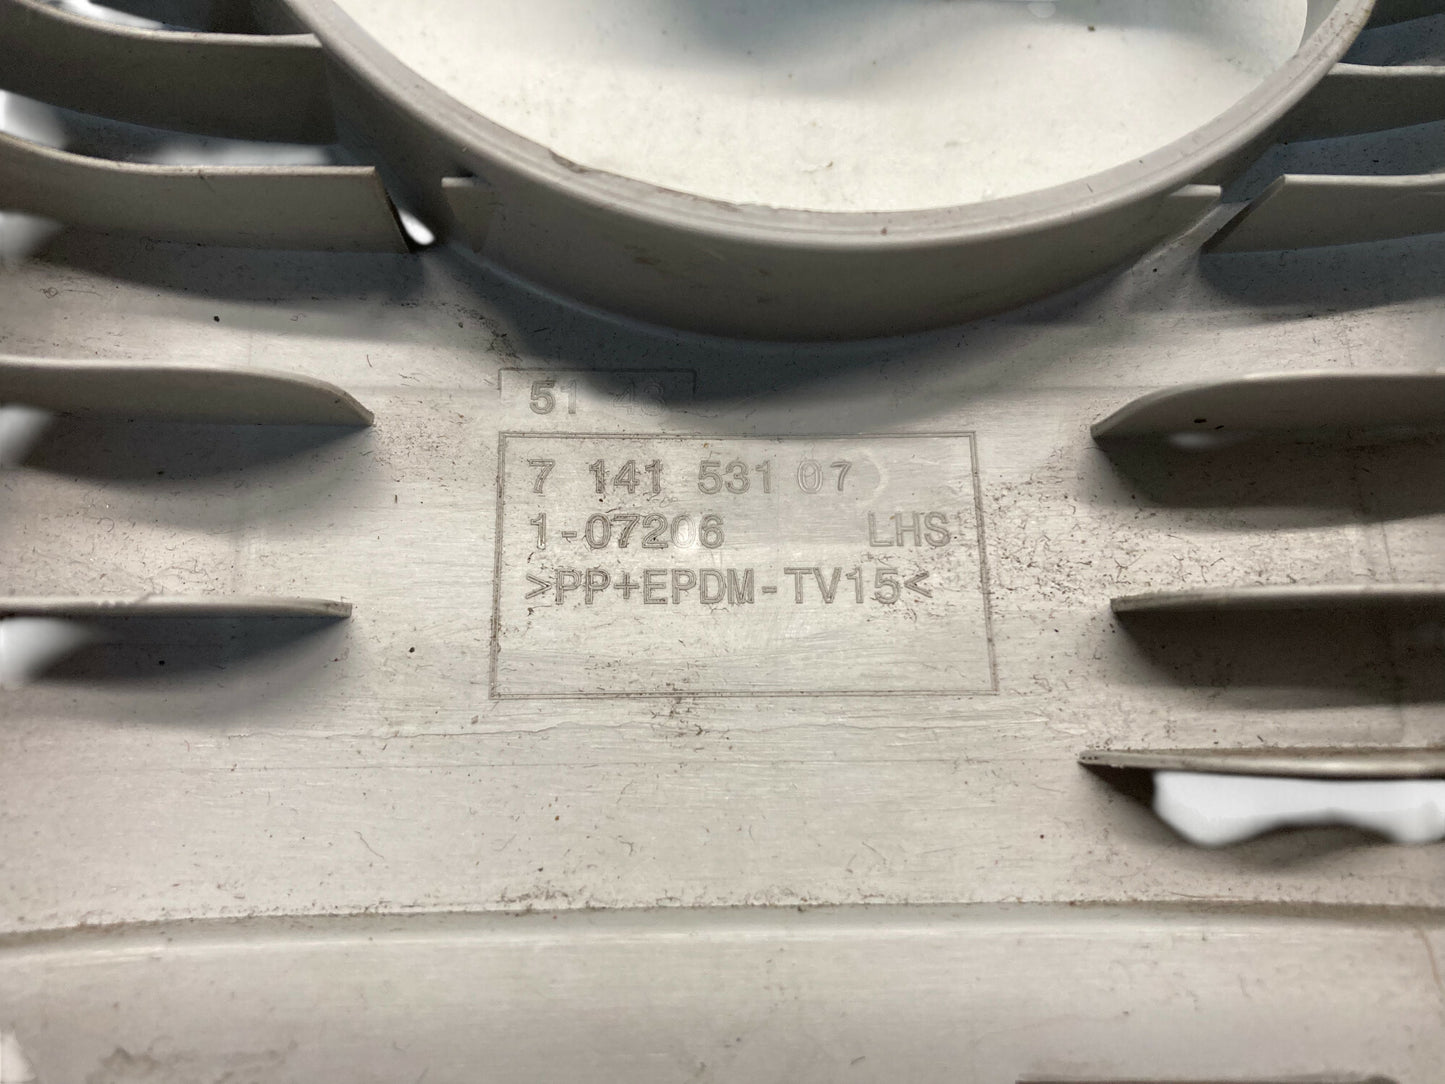 51 43
7 141 531 07
1-07206 LHS
>PP+EPDM-TV15<